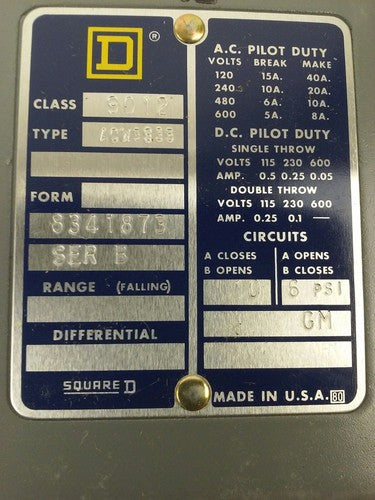 D ®
CLASS 9012
TYPE
FORM
8341873
SER B
RANGE (FALLING)
DIFFERENTIAL
SQUARE D
A.C. PILOT DUTY
VOLTS BREAK MAKE
120 15A. 40A.
240 10A. 20A.
480 6A. 10A.
600 5A. 8A.
D.C. PILOT DUTY
SINGLE THROW
VOLTS 115 230 600
AMP. 0.5 0.25 0.05
DOUBLE THROW
VOLTS 115 230 600
AMP. 0.25 0.1 —
CIRCUITS
A CLOSES A OPENS
B OPENS B CLOSES
6 PSI
GM
MADE IN U.S.A. 80